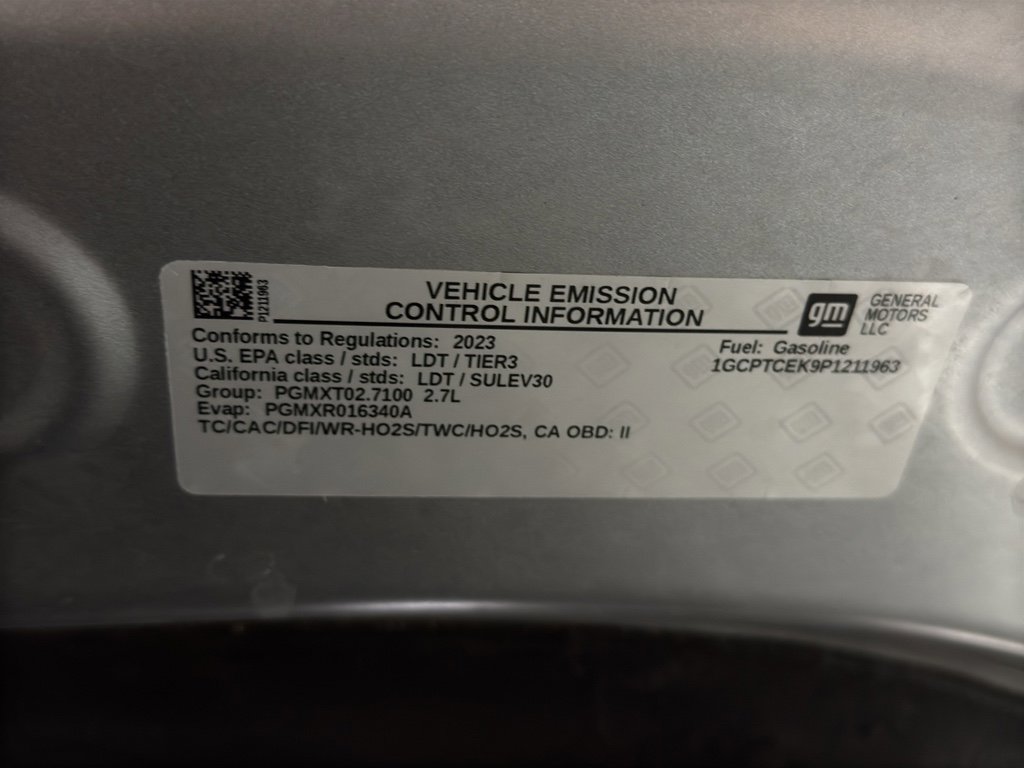 P1211963
VEHICLE EMISSION
CONTROL INFORMATION
gm
GENERAL
MOTORS
LLC
Conforms to Regulations: 2023
U.S. EPA class / stds: LDT / TIER3
California class / stds: LDT / SULEV30
Group: PGMXT02.7100 2.7L
Evap: PGMXR016340A
TC/CAC/DFI/WR-HO2S/TWC/HO2S, CA OBD: II
Fuel: Gasoline
1GCPTCEK9P1211963